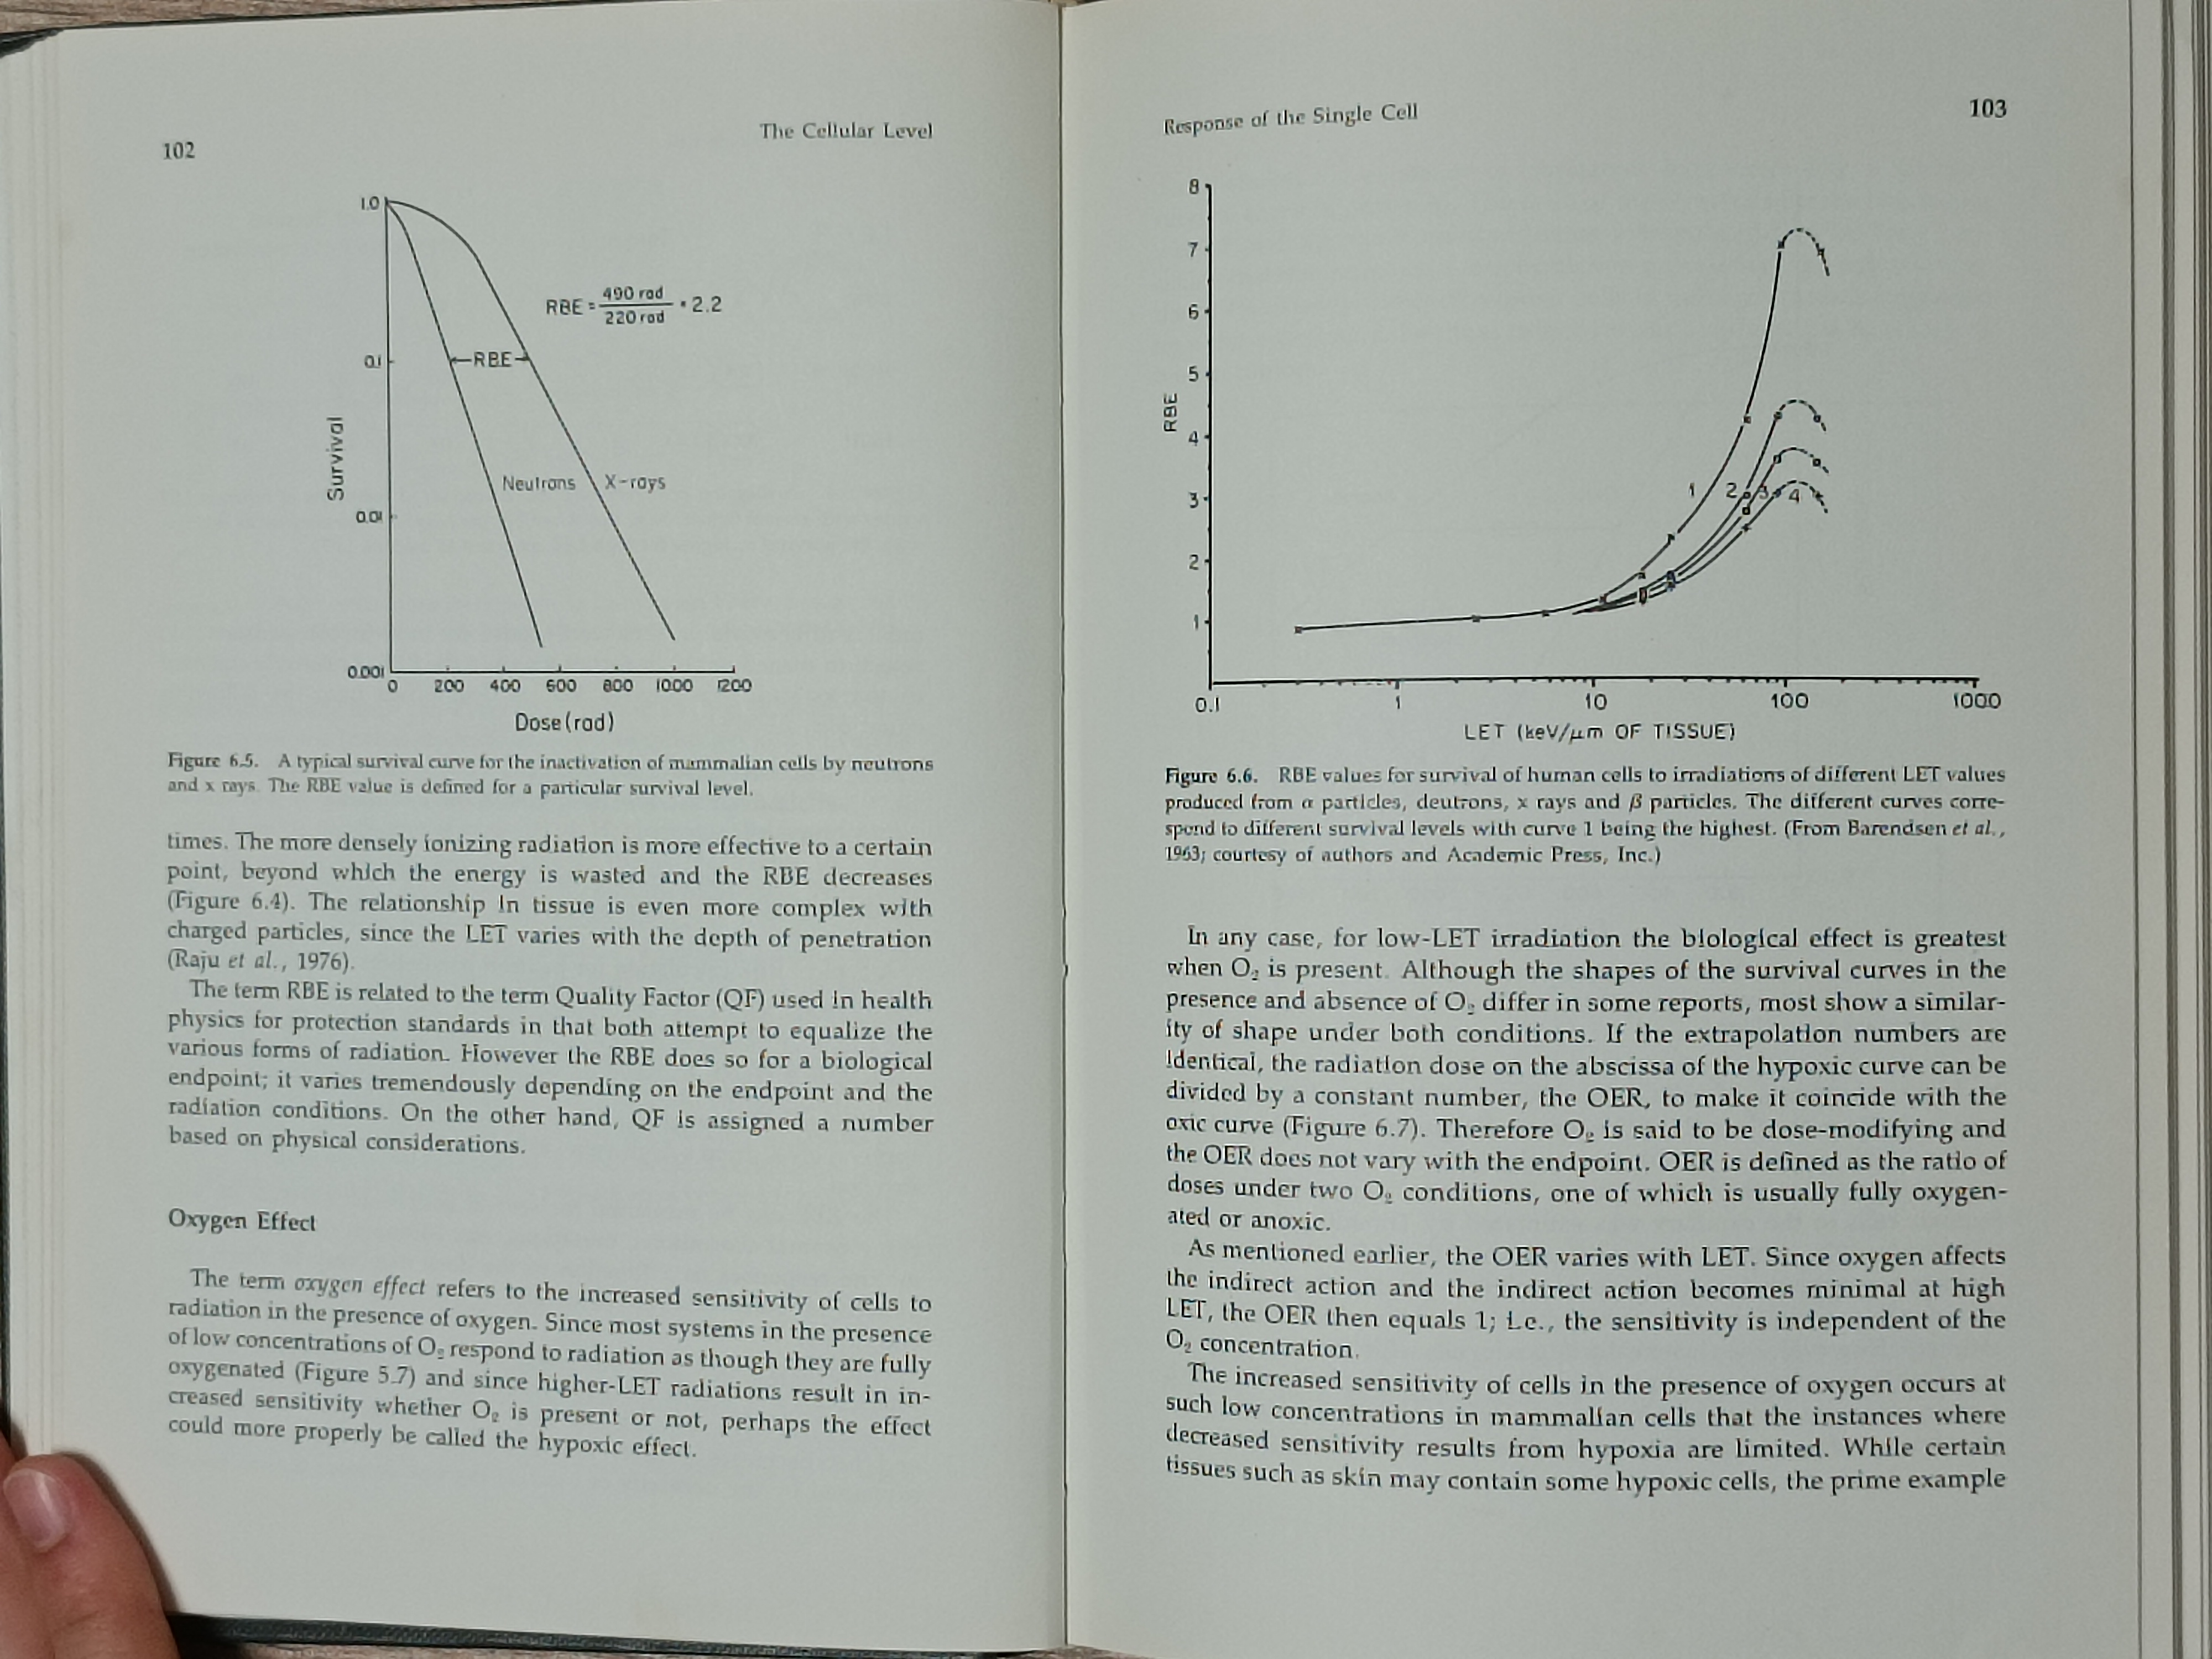 102
The Cellular Level
1.0
0.1
0.01
0.001
Survival
RBE = 490 rad / 220 rad = 2.2
RBE
Neutrons
X-rays
0 200 400 600 800 1000 1200
Dose (rad)
Figure 6.5. A typical survival curve for the inactivation of mammalian cells by neutrons
and x rays. The RBE value is defined for a particular survival level.
times. The more densely ionizing radiation is more effective to a certain
point, beyond which the energy is wasted and the RBE decreases
(Figure 6.4). The relationship in tissue is even more complex with
charged particles, since the LET varies with the depth of penetration
(Raju et al., 1976).
The term RBE is related to the term Quality Factor (QF) used in health
physics for protection standards in that both attempt to equalize the
various forms of radiation. However the RBE does so for a biological
endpoint; it varies tremendously depending on the endpoint and the
radiation conditions. On the other hand, QF is assigned a number
based on physical considerations.
Oxygen Effect
The term oxygen effect refers to the increased sensitivity of cells to
radiation in the presence of oxygen. Since most systems in the presence
of low concentrations of O₂ respond to radiation as though they are fully
oxygenated (Figure 5.7) and since higher-LET radiations result in in-
creased sensitivity whether O₂ is present or not, perhaps the effect
could more properly be called the hypoxic effect.
Response of the Single Cell
103
8
7
6
5
4
3
2
1
RBE
1 2 3 4
0.1 1 10 100 1000
LET (keV/μm OF TISSUE)
Figure 6.6. RBE values for survival of human cells to irradiations of different LET values
produced from α particles, deutrons, x rays and β particles. The different curves corre-
spond to different survival levels with curve 1 being the highest. (From Barendsen et al.,
1963; courtesy of authors and Academic Press, Inc.)
In any case, for low-LET irradiation the biological effect is greatest
when O₂ is present. Although the shapes of the survival curves in the
presence and absence of O₂ differ in some reports, most show a similar-
ity of shape under both conditions. If the extrapolation numbers are
identical, the radiation dose on the abscissa of the hypoxic curve can be
divided by a constant number, the OER, to make it coincide with the
oxic curve (Figure 6.7). Therefore O₂ is said to be dose-modifying and
the OER does not vary with the endpoint. OER is defined as the ratio of
doses under two O₂ conditions, one of which is usually fully oxygen-
ated or anoxic.
As mentioned earlier, the OER varies with LET. Since oxygen affects
the indirect action and the indirect action becomes minimal at high
LET, the OER then equals 1; i.e., the sensitivity is independent of the
O₂ concentration.
The increased sensitivity of cells in the presence of oxygen occurs at
such low concentrations in mammalian cells that the instances where
decreased sensitivity results from hypoxia are limited. While certain
tissues such as skin may contain some hypoxic cells, the prime example